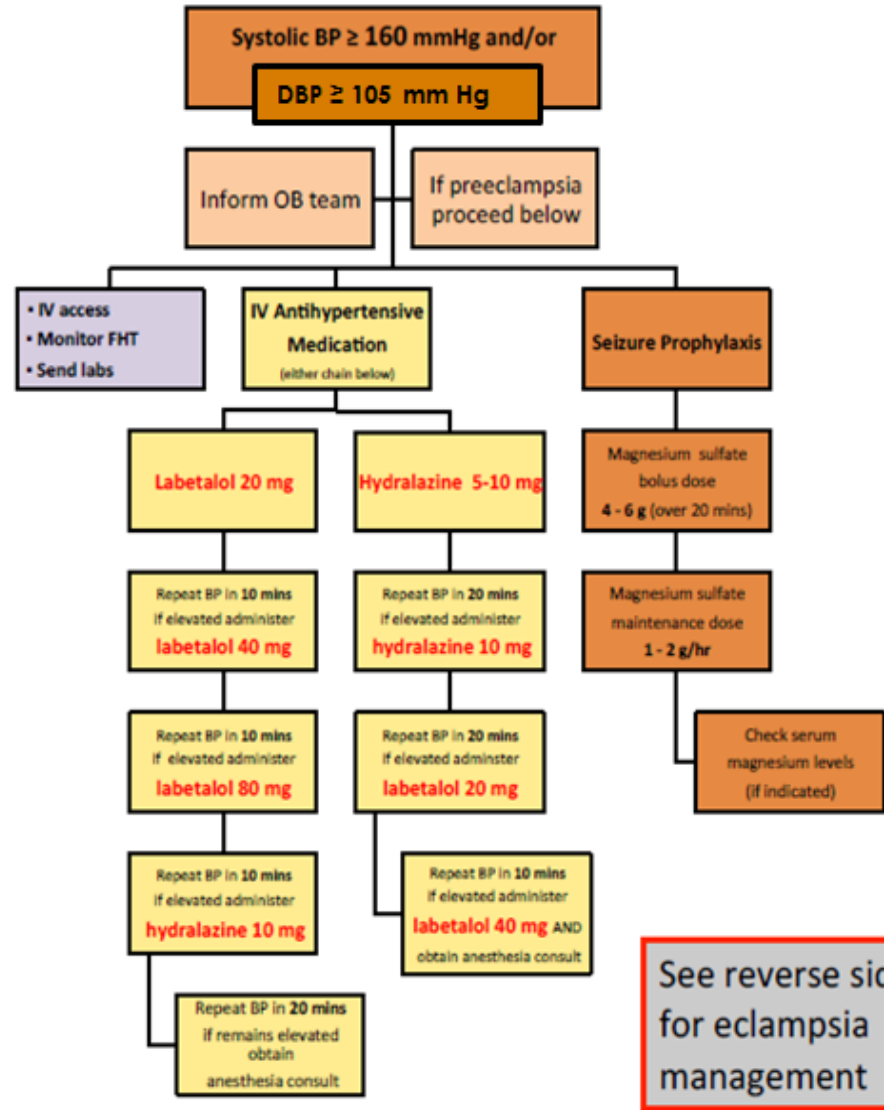 Systolic BP ≥ 160 mmHg and/or
DBP ≥ 105 mm Hg
Inform OB team
If preeclampsia
proceed below
• IV access
• Monitor FHT
• Send labs
IV Antihypertensive
Medication
(either chain below)
Seizure Prophylaxis
Labetalol 20 mg
Repeat BP in 10 mins
If elevated administer
labetalol 40 mg
Repeat BP in 10 mins
If elevated administer
labetalol 80 mg
Repeat BP in 10 mins
if elevated administer
hydralazine 10 mg
Repeat BP in 20 mins
if remains elevated
obtain
anesthesia consult
Hydralazine 5-10 mg
Repeat BP in 20 mins
if elevated administer
hydralazine 10 mg
Repeat BP in 20 mins
If elevated adminster
labetalol 20 mg
Repeat BP in 10 mins
if elevated administer
labetalol 40 mg AND
obtain anesthesia consult
Magnesium sulfate
bolus dose
4 - 6 g (over 20 mins)
Magnesium sulfate
maintenance dose
1 - 2 g/hr
Check serum
magnesium levels
(if indicated)
See reverse sid
for eclampsia
management